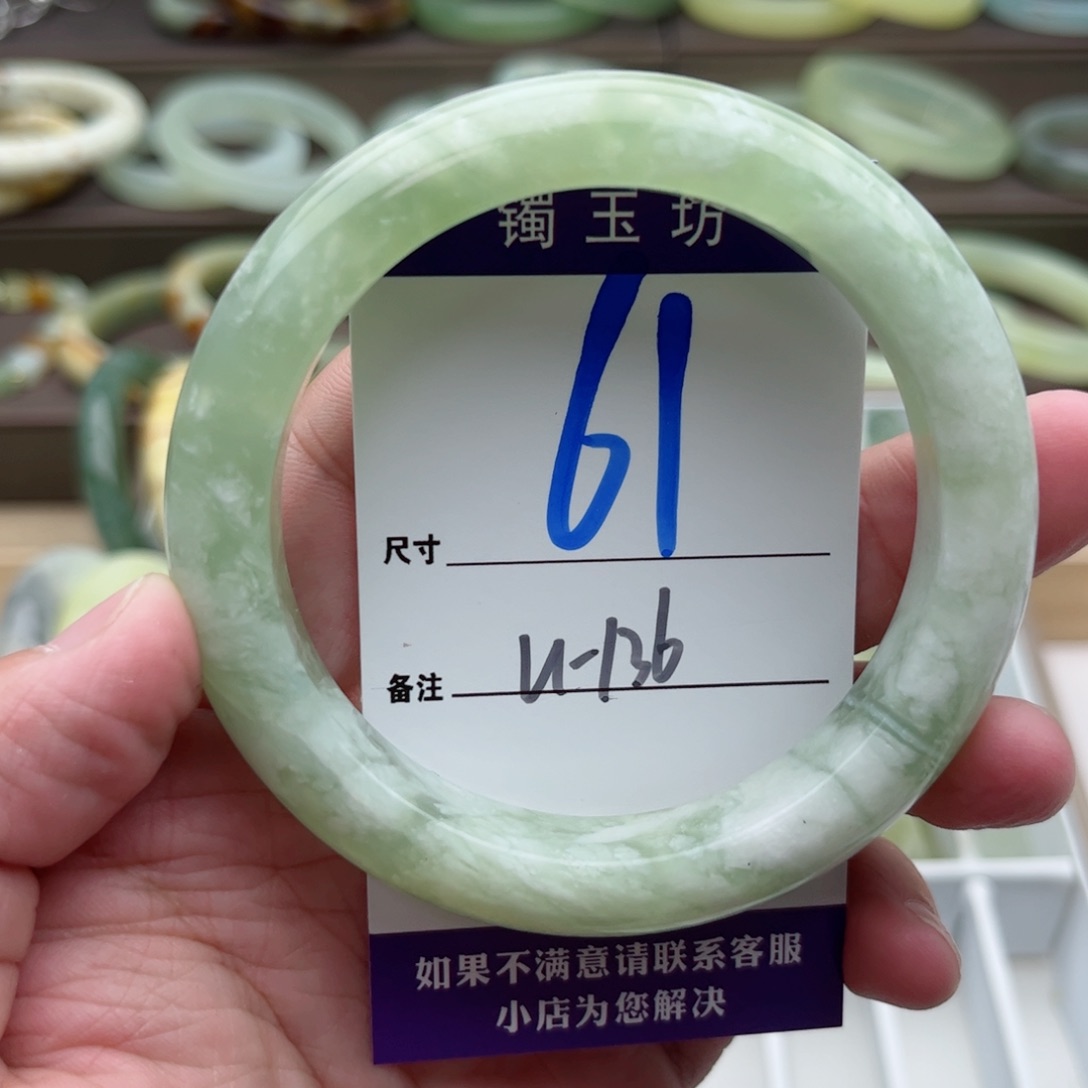 镯玉坊
61
尺寸
u-136
备注
如果不满意请联系客服
小店为您解决